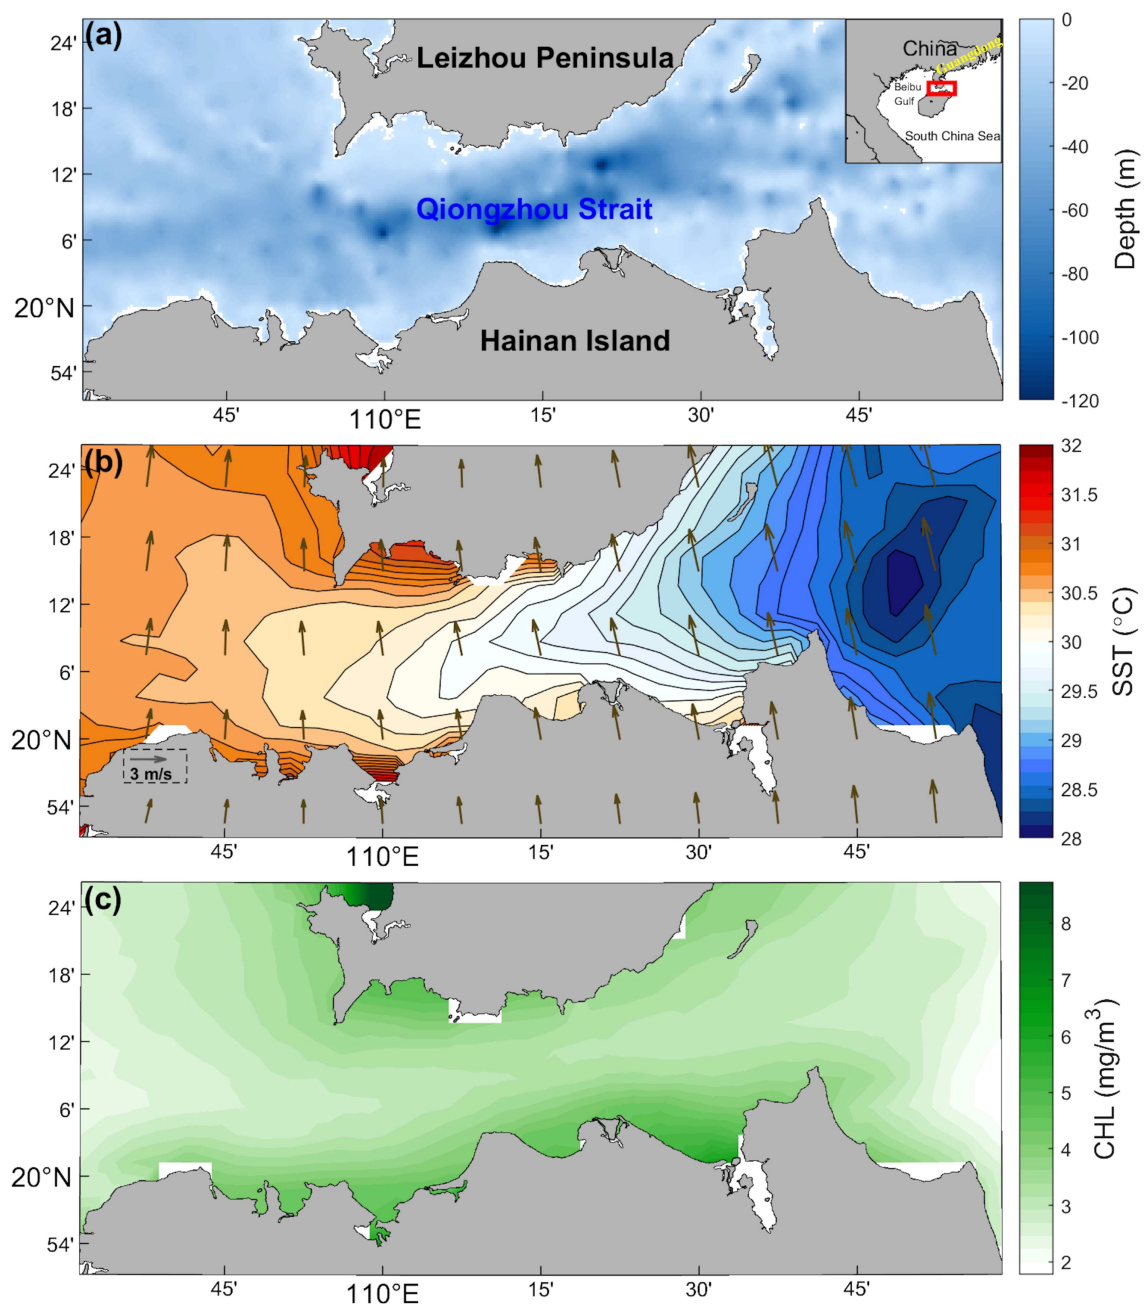 (a)
24'
18'
12'
6'
20°N
54'
45'
110°E
15'
30'
45'
Leizhou Peninsula
Qiongzhou Strait
Hainan Island
China
Guangdong
Beibu
Gulf
South China Sea
0
-20
-40
-60
-80
-100
-120
Depth (m)
(b)
24'
18'
12'
6'
20°N
54'
45'
110°E
15'
30'
45'
3 m/s
32
31.5
31
30.5
30
29.5
29
28.5
28
SST (°C)
(c)
24'
18'
12'
6'
20°N
54'
45'
110°E
15'
30'
45'
8
7
6
5
4
3
2
CHL (mg/m³)